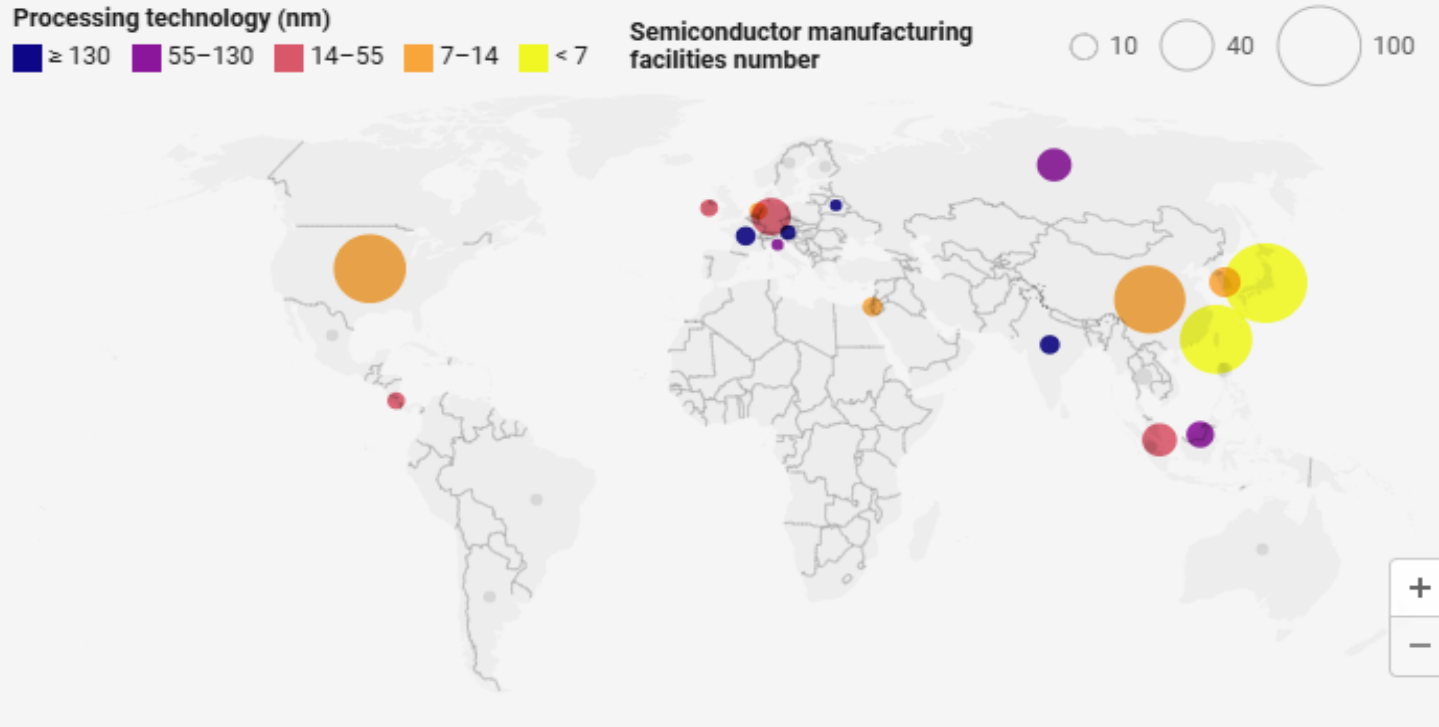 Processing technology (nm)
≥ 130 55–130 14–55 7–14 < 7
Semiconductor manufacturing
facilities number
10 40 100
+
−